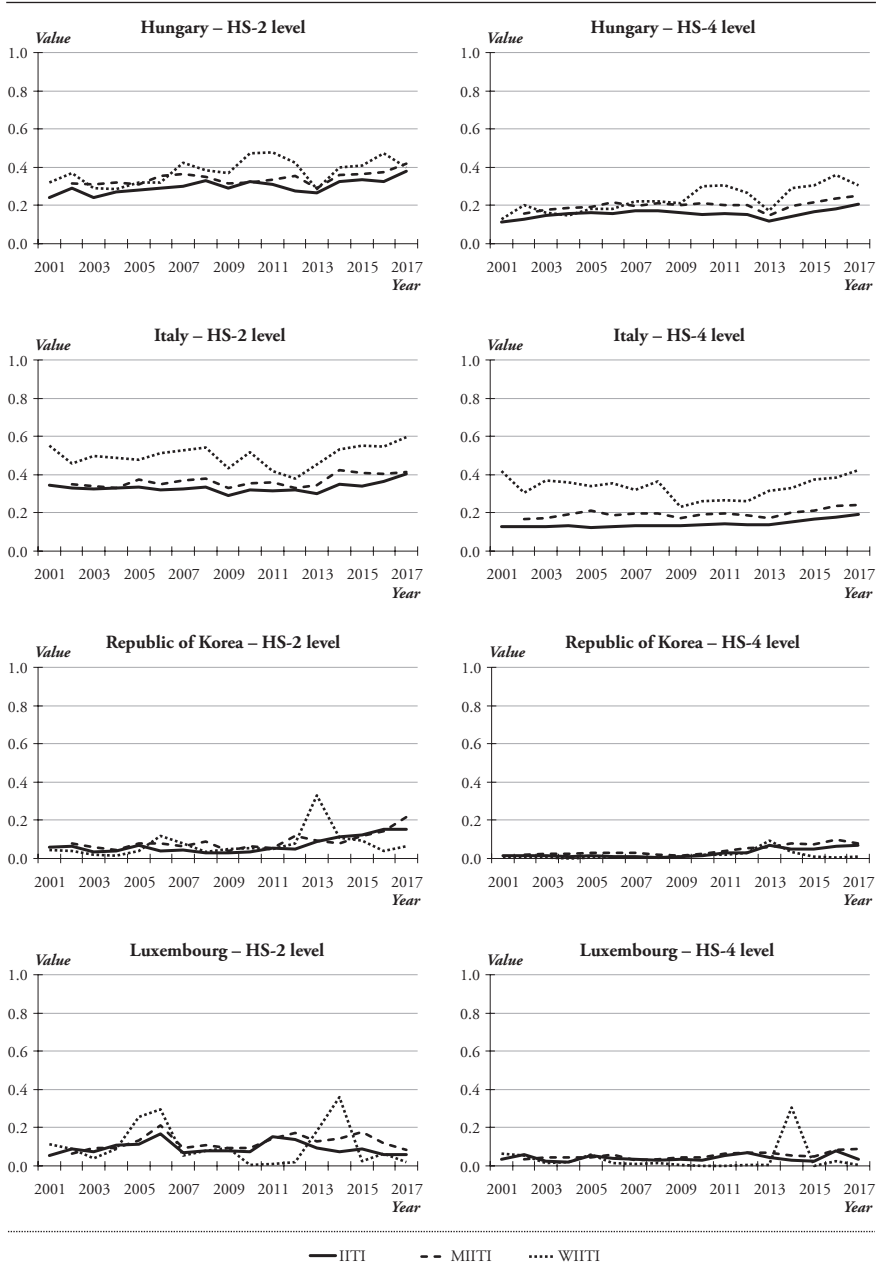 Hungary – HS-2 level
Value
1.0
0.8
0.6
0.4
0.2
0.0
2001 2003 2005 2007 2009 2011 2013 2015 2017
Year
Hungary – HS-4 level
Value
1.0
0.8
0.6
0.4
0.2
0.0
2001 2003 2005 2007 2009 2011 2013 2015 2017
Year
Italy – HS-2 level
Value
1.0
0.8
0.6
0.4
0.2
0.0
2001 2003 2005 2007 2009 2011 2013 2015 2017
Year
Italy – HS-4 level
Value
1.0
0.8
0.6
0.4
0.2
0.0
2001 2003 2005 2007 2009 2011 2013 2015 2017
Year
Republic of Korea – HS-2 level
Value
1.0
0.8
0.6
0.4
0.2
0.0
2001 2003 2005 2007 2009 2011 2013 2015 2017
Year
Republic of Korea – HS-4 level
Value
1.0
0.8
0.6
0.4
0.2
0.0
2001 2003 2005 2007 2009 2011 2013 2015 2017
Year
Luxembourg – HS-2 level
Value
1.0
0.8
0.6
0.4
0.2
0.0
2001 2003 2005 2007 2009 2011 2013 2015 2017
Year
Luxembourg – HS-4 level
Value
1.0
0.8
0.6
0.4
0.2
0.0
2001 2003 2005 2007 2009 2011 2013 2015 2017
Year
IITI MIITI WIITI